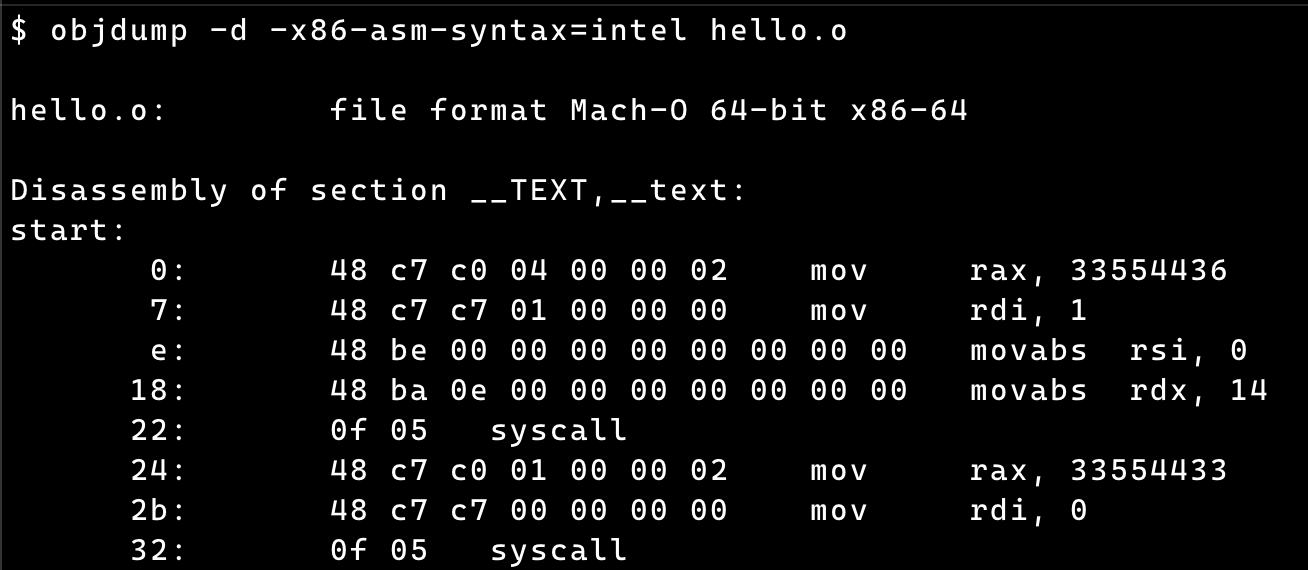 $ objdump -d -x86-asm-syntax=intel hello.o
hello.o: file format Mach-O 64-bit x86-64
Disassembly of section __TEXT,__text:
start:
0: 48 c7 c0 04 00 00 02 mov rax, 33554436
7: 48 c7 c7 01 00 00 00 mov rdi, 1
e: 48 be 00 00 00 00 00 00 00 00 movabs rsi, 0
18: 48 ba 0e 00 00 00 00 00 00 00 movabs rdx, 14
22: 0f 05 syscall
24: 48 c7 c0 01 00 00 02 mov rax, 33554433
2b: 48 c7 c7 00 00 00 00 mov rdi, 0
32: 0f 05 syscall